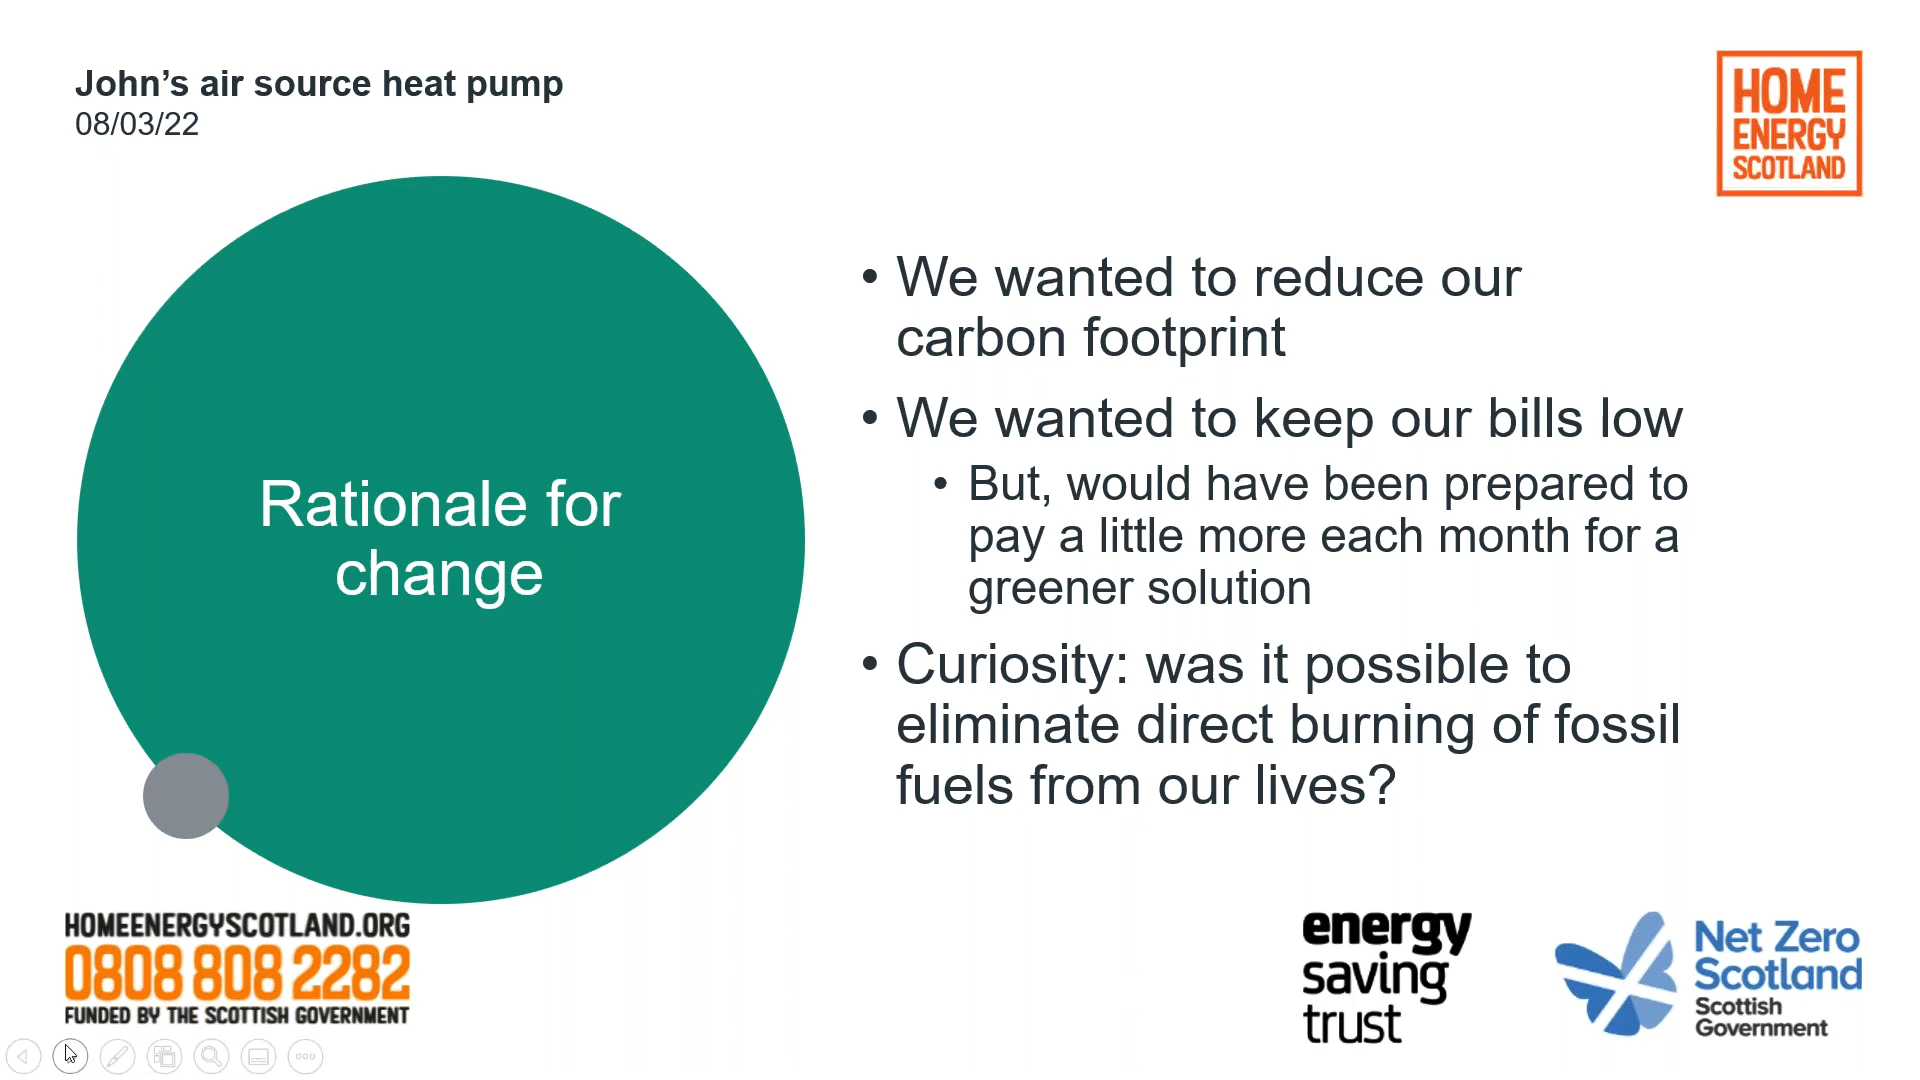 John’s air source heat pump
08/03/22
HOME
ENERGY
SCOTLAND
Rationale for
change
• We wanted to reduce our
carbon footprint
• We wanted to keep our bills low
• But, would have been prepared to
pay a little more each month for a
greener solution
• Curiosity: was it possible to
eliminate direct burning of fossil
fuels from our lives?
HOMEENERGYSCOTLAND.ORG
0808 808 2282
FUNDED BY THE SCOTTISH GOVERNMENT
energy
saving
trust
Net Zero
Scotland
Scottish
Government